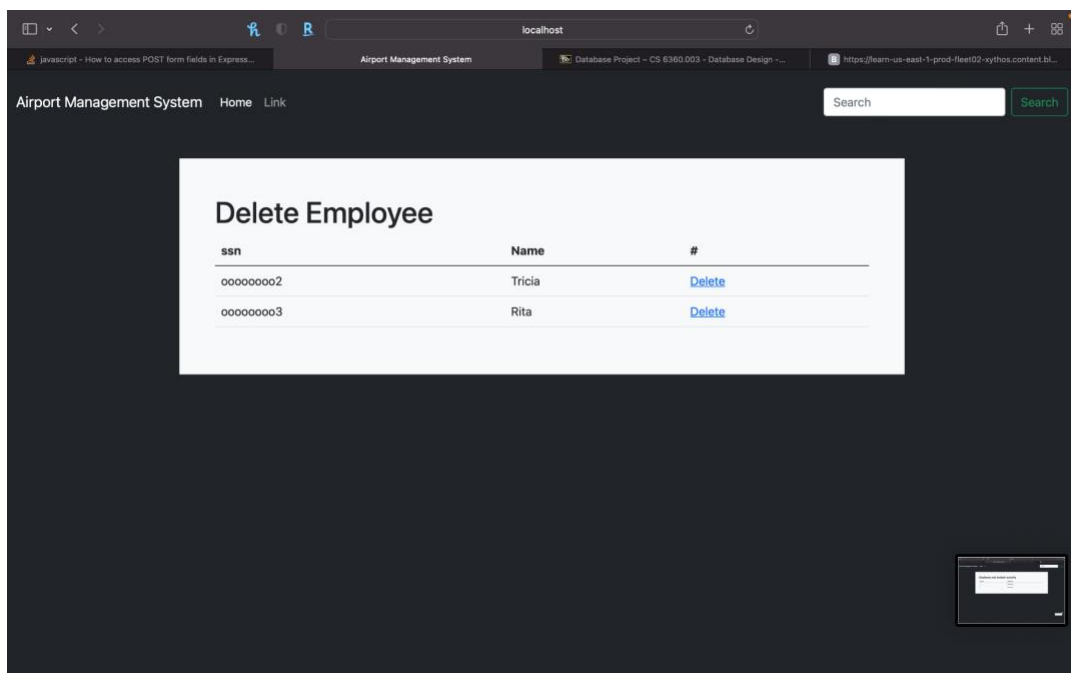 localhost
javascript - How to access POST form fields in Express...
Airport Management System
Database Project – CS 6360.003 - Database Design -...
B https://learn-us-east-1-prod-fleet02-xythos.content.bl...
Airport Management System Home Link Search Search
Delete Employee
ssn Name #
oooooooo2 Tricia Delete
oooooooo3 Rita Delete